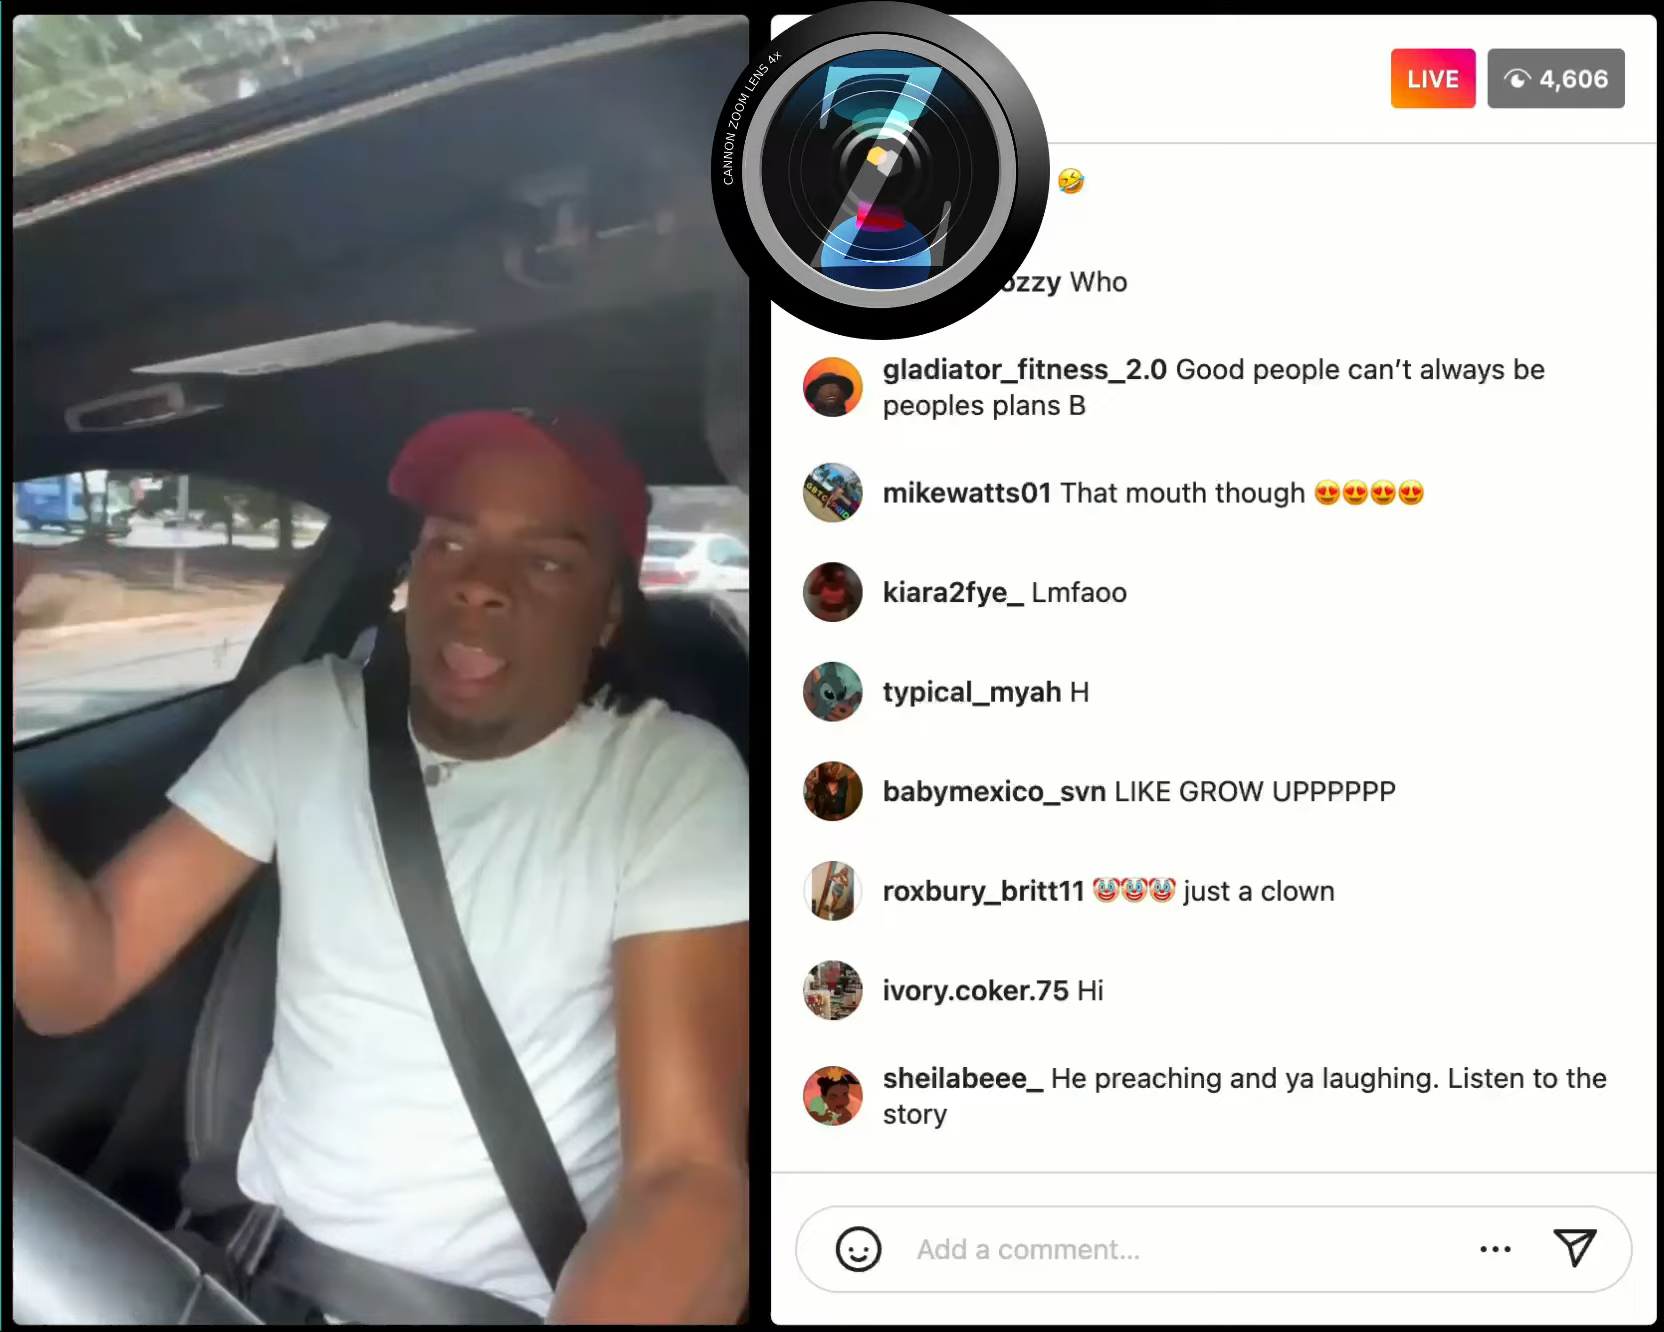 CANNON ZOOM LENS 4x
Z
LIVE
4,606
🤣
ozzy Who
gladiator_fitness_2.0 Good people can’t always be
peoples plans B
mikewatts01 That mouth though 😍😍😍😍
kiara2fye_ Lmfaoo
typical_myah H
babymexico_svn LIKE GROW UPPPPPP
roxbury_britt11 🤡🤡🤡 just a clown
ivory.coker.75 Hi
sheilabeee_ He preaching and ya laughing. Listen to the
story
Add a comment...